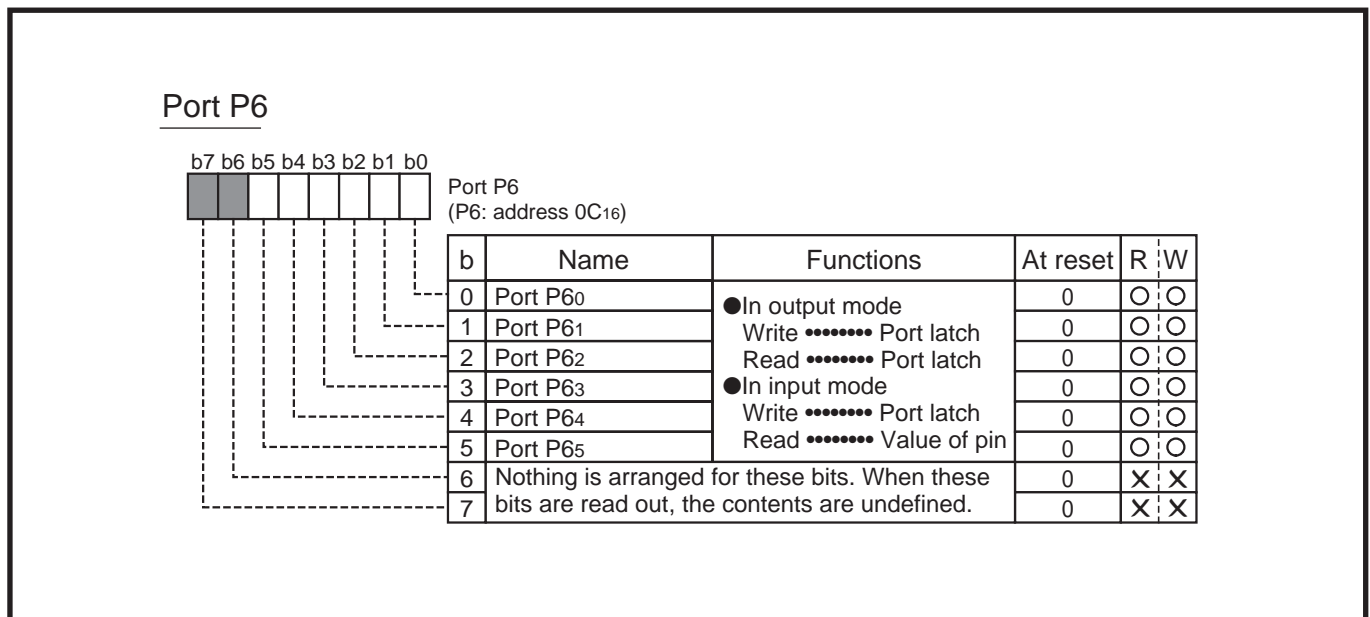 Port P6
b7 b6 b5 b4 b3 b2 b1 b0
Port P6
(P6: address 0C16)
b Name Functions At reset R W
0 Port P60 0 O O
1 Port P61 0 O O
2 Port P62 0 O O
3 Port P63 0 O O
4 Port P64 0 O O
5 Port P65 0 O O
●In output mode
Write •••••••• Port latch
Read •••••••• Port latch
●In input mode
Write •••••••• Port latch
Read •••••••• Value of pin
6 Nothing is arranged for these bits. When these 0 X X
7 bits are read out, the contents are undefined. 0 X X